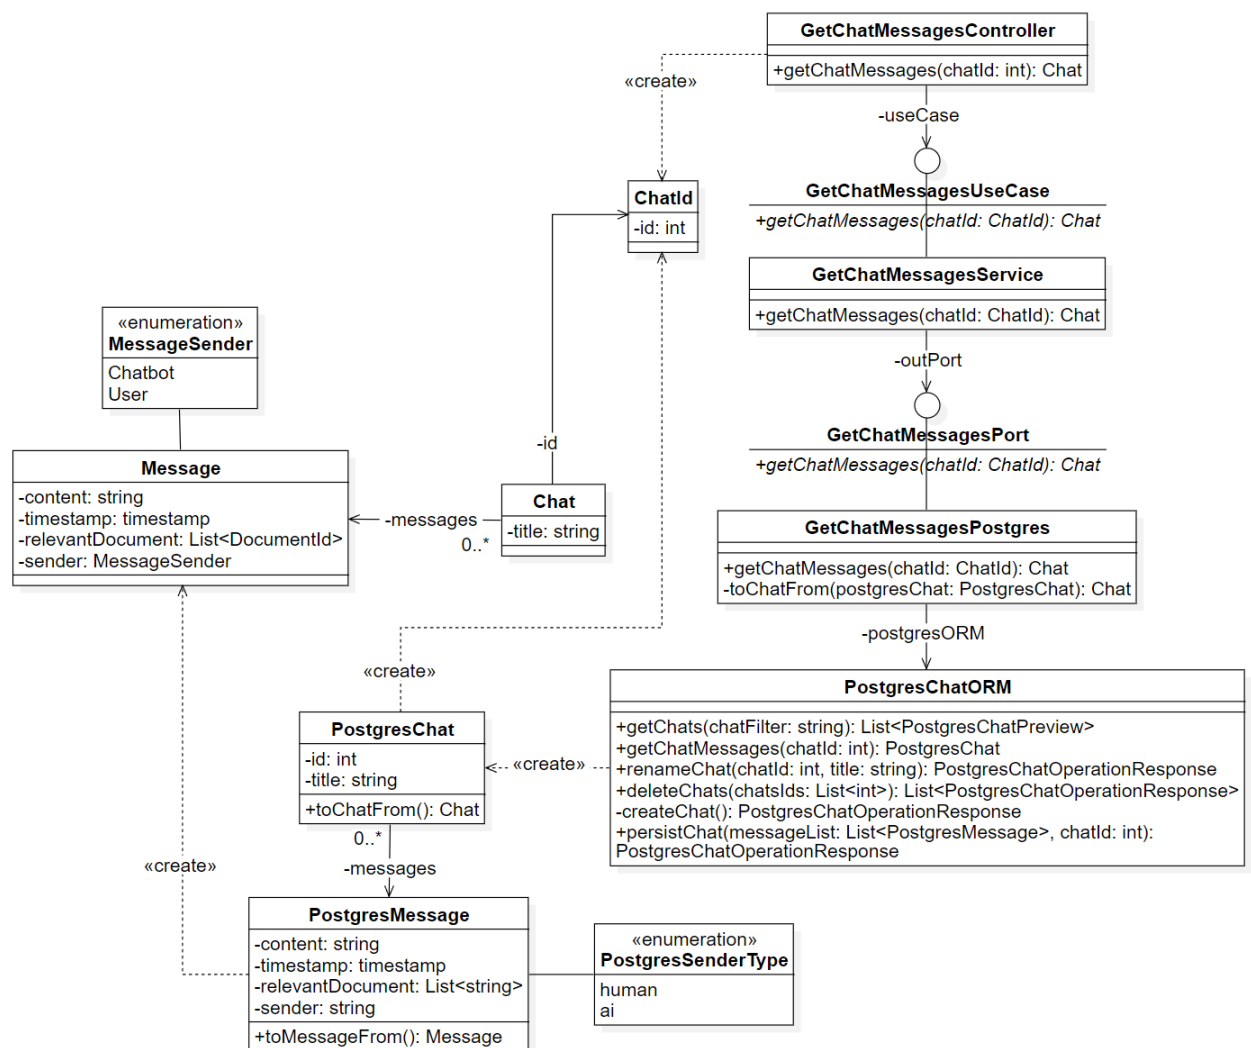 GetChatMessagesController
+getChatMessages(chatId: int): Chat
«create»
-useCase
ChatId
-id: int
GetChatMessagesUseCase
+getChatMessages(chatId: ChatId): Chat
GetChatMessagesService
+getChatMessages(chatId: ChatId): Chat
«enumeration»
MessageSender
Chatbot
User
-outPort
GetChatMessagesPort
+getChatMessages(chatId: ChatId): Chat
-id
Message
-content: string
-timestamp: timestamp
-relevantDocument: List<DocumentId>
-sender: MessageSender
-messages
0..*
Chat
-title: string
GetChatMessagesPostgres
+getChatMessages(chatId: ChatId): Chat
-toChatFrom(postgresChat: PostgresChat): Chat
-postgresORM
«create»
PostgresChatORM
+getChats(chatFilter: string): List<PostgresChatPreview>
+getChatMessages(chatId: int): PostgresChat
+renameChat(chatId: int, title: string): PostgresChatOperationResponse
+deleteChats(chatsIds: List<int>): List<PostgresChatOperationResponse>
-createChat(): PostgresChatOperationResponse
+persistChat(messageList: List<PostgresMessage>, chatId: int):
PostgresChatOperationResponse
PostgresChat
-id: int
-title: string
+toChatFrom(): Chat
«create»
0..*
-messages
«create»
PostgresMessage
-content: string
-timestamp: timestamp
-relevantDocument: List<string>
-sender: string
+toMessageFrom(): Message
«enumeration»
PostgresSenderType
human
ai